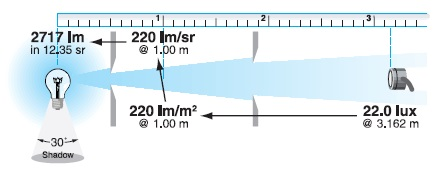 1 2 3
2717 lm
in 12.35 sr
220 lm/sr
@ 1.00 m
220 lm/m²
@ 1.00 m
22.0 lux
@ 3.162 m
30°
Shadow